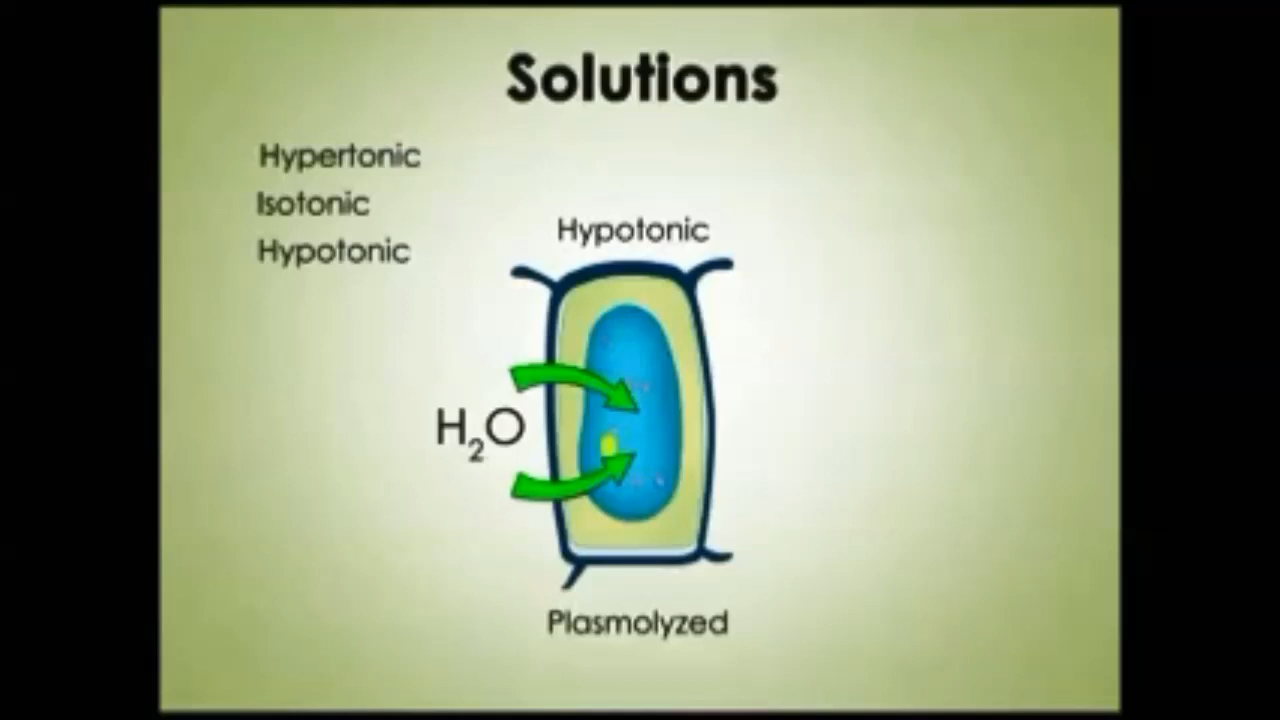 Solutions
Hypertonic
Isotonic
Hypotonic
Hypotonic
H₂O
Plasmolyzed